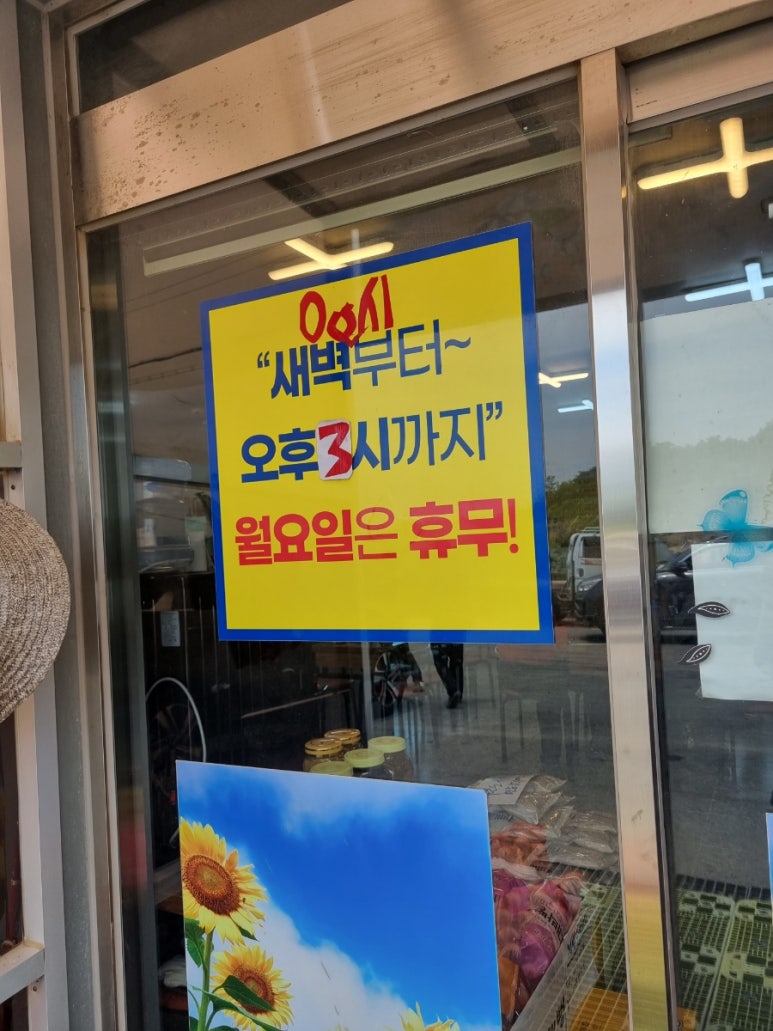 09시
“새벽부터~
오후3시까지”
월요일은 휴무!